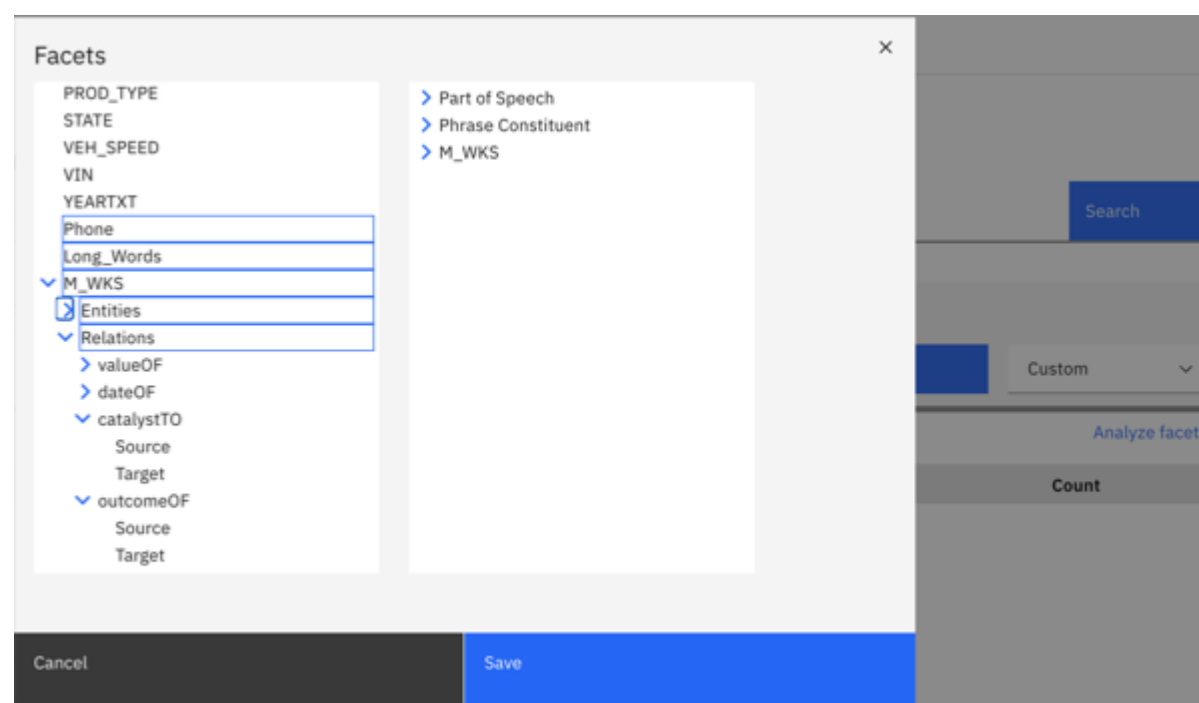 Facets
PROD_TYPE
STATE
VEH_SPEED
VIN
YEARTXT
Phone
Long_Words
M_WKS
Entities
Relations
valueOF
dateOF
catalystTO
Source
Target
outcomeOF
Source
Target
Part of Speech
Phrase Constituent
M_WKS
Cancel
Save
Search
Custom
Analyze facet
Count